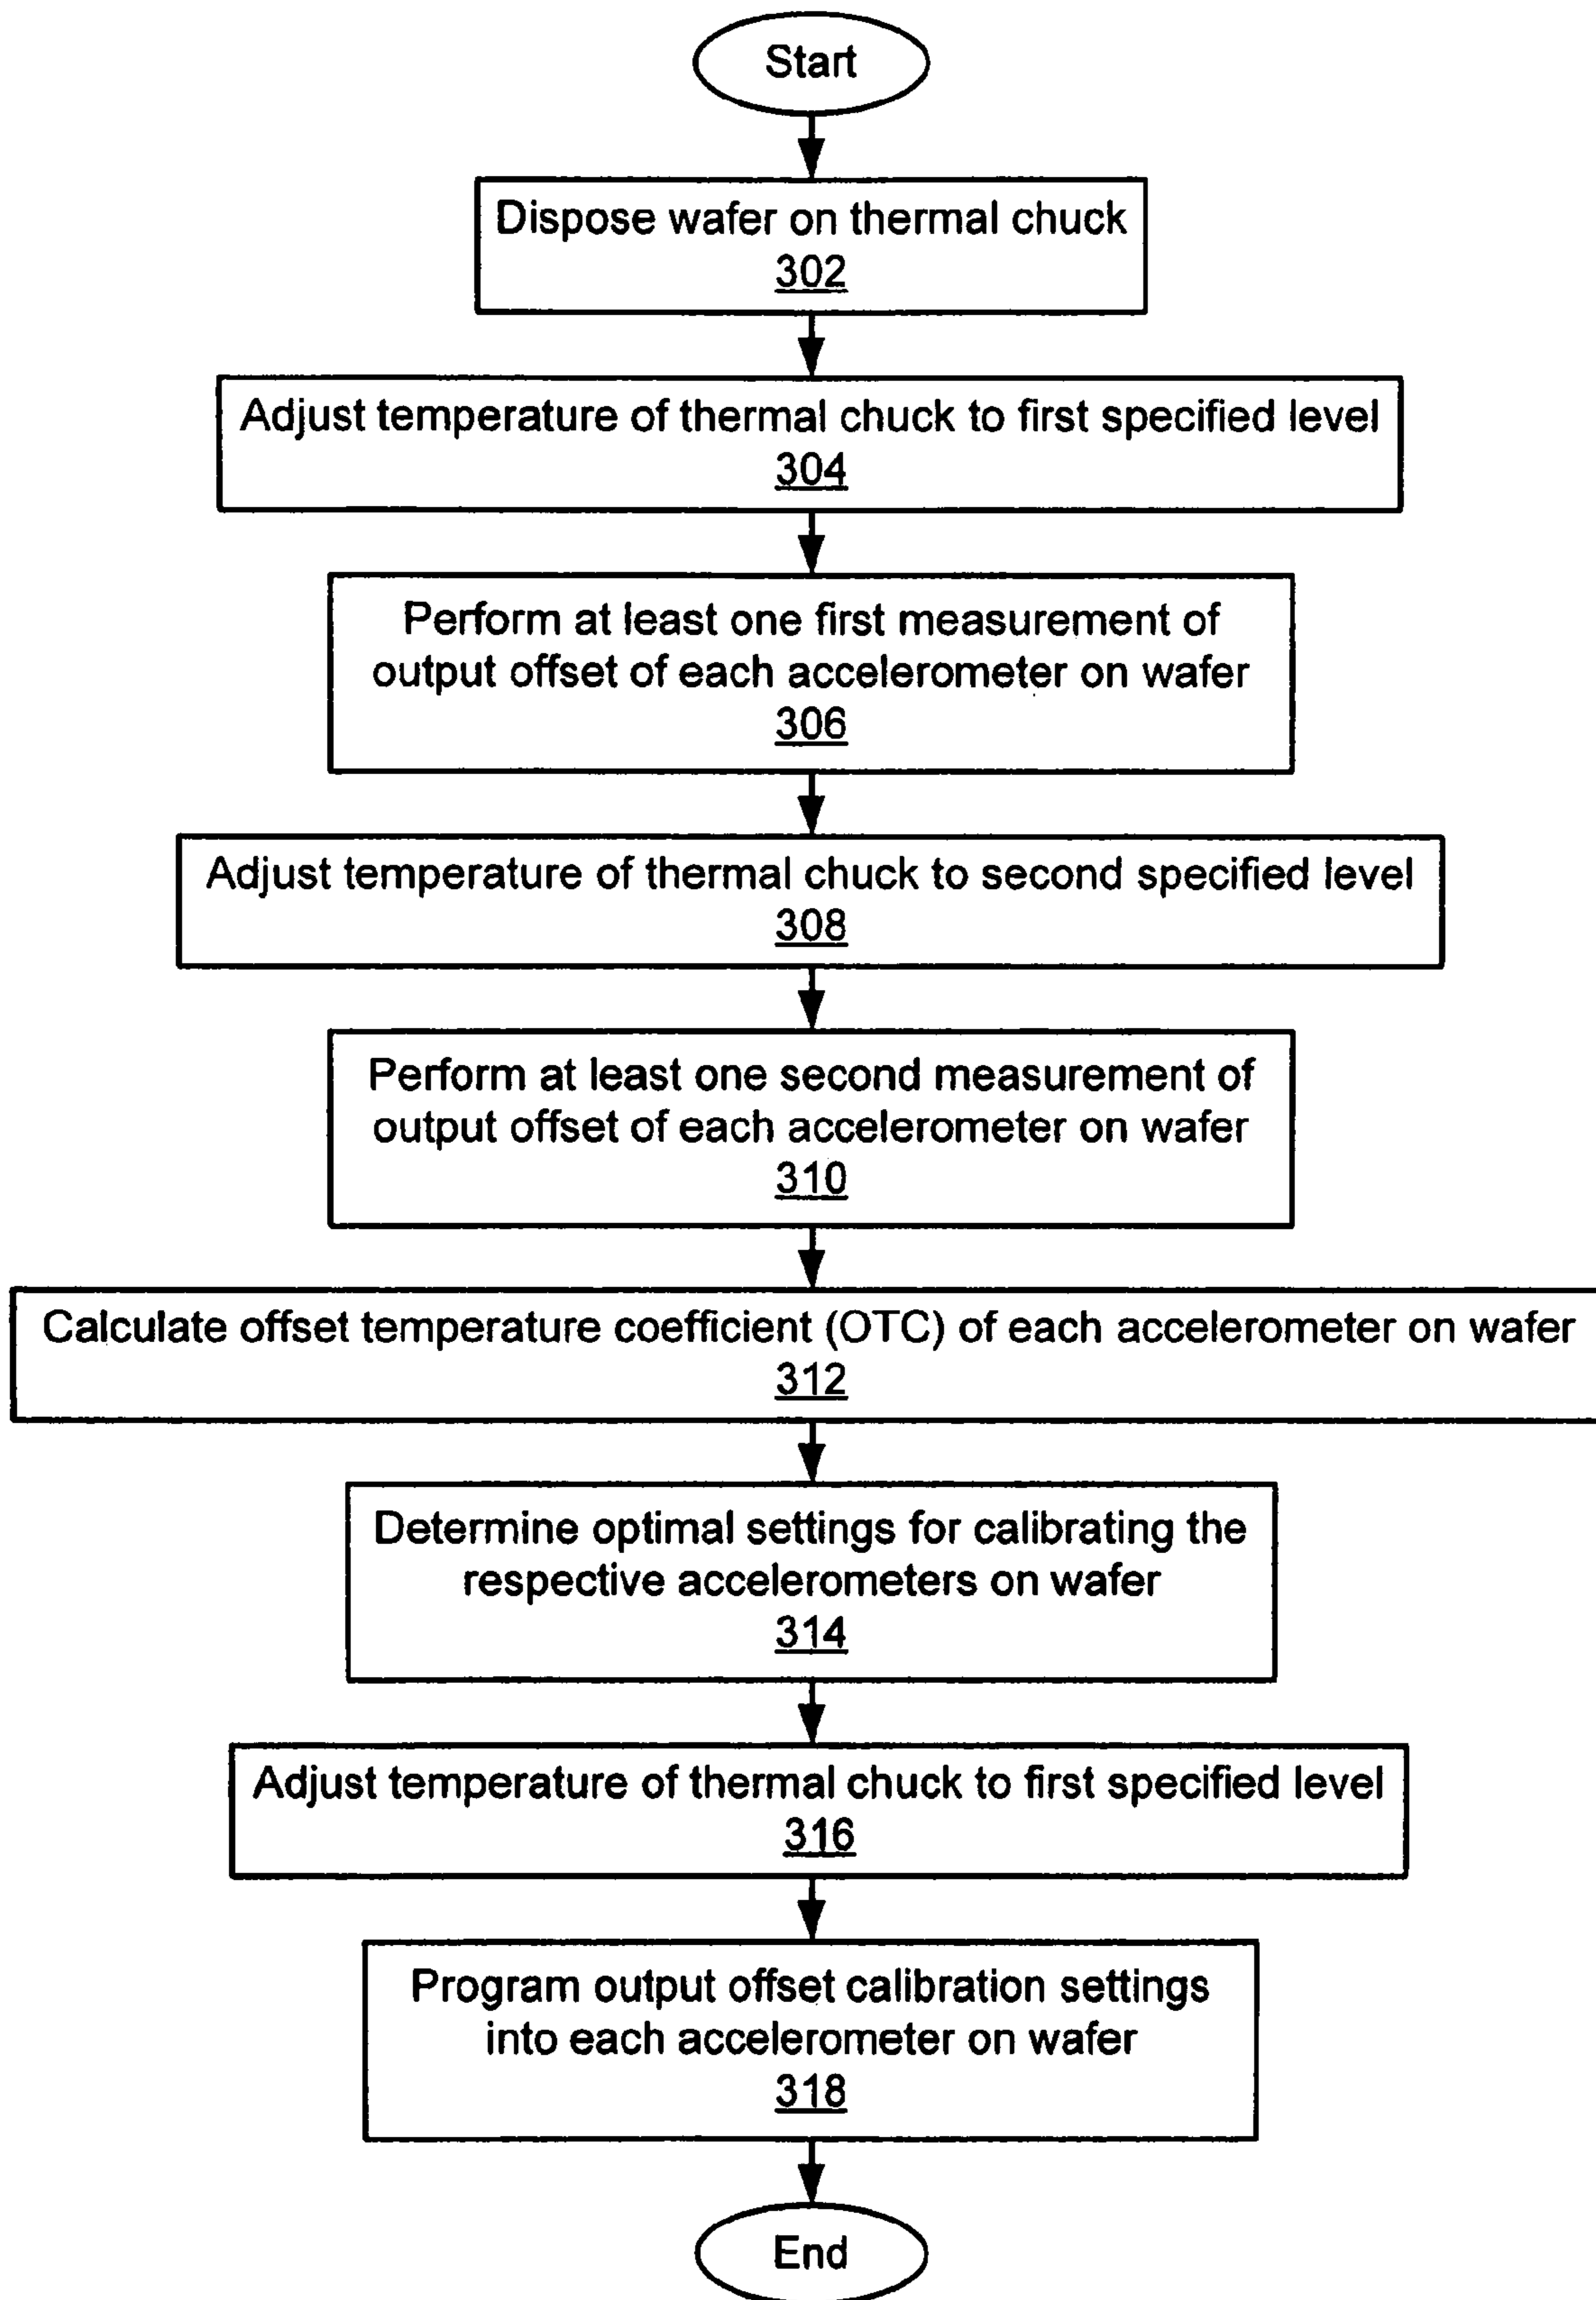 Start
Dispose wafer on thermal chuck
302
Adjust temperature of thermal chuck to first specified level
304
Perform at least one first measurement of
output offset of each accelerometer on wafer
306
Adjust temperature of thermal chuck to second specified level
308
Perform at least one second measurement of
output offset of each accelerometer on wafer
310
Calculate offset temperature coefficient (OTC) of each accelerometer on wafer
312
Determine optimal settings for calibrating the
respective accelerometers on wafer
314
Adjust temperature of thermal chuck to first specified level
316
Program output offset calibration settings
into each accelerometer on wafer
318
End